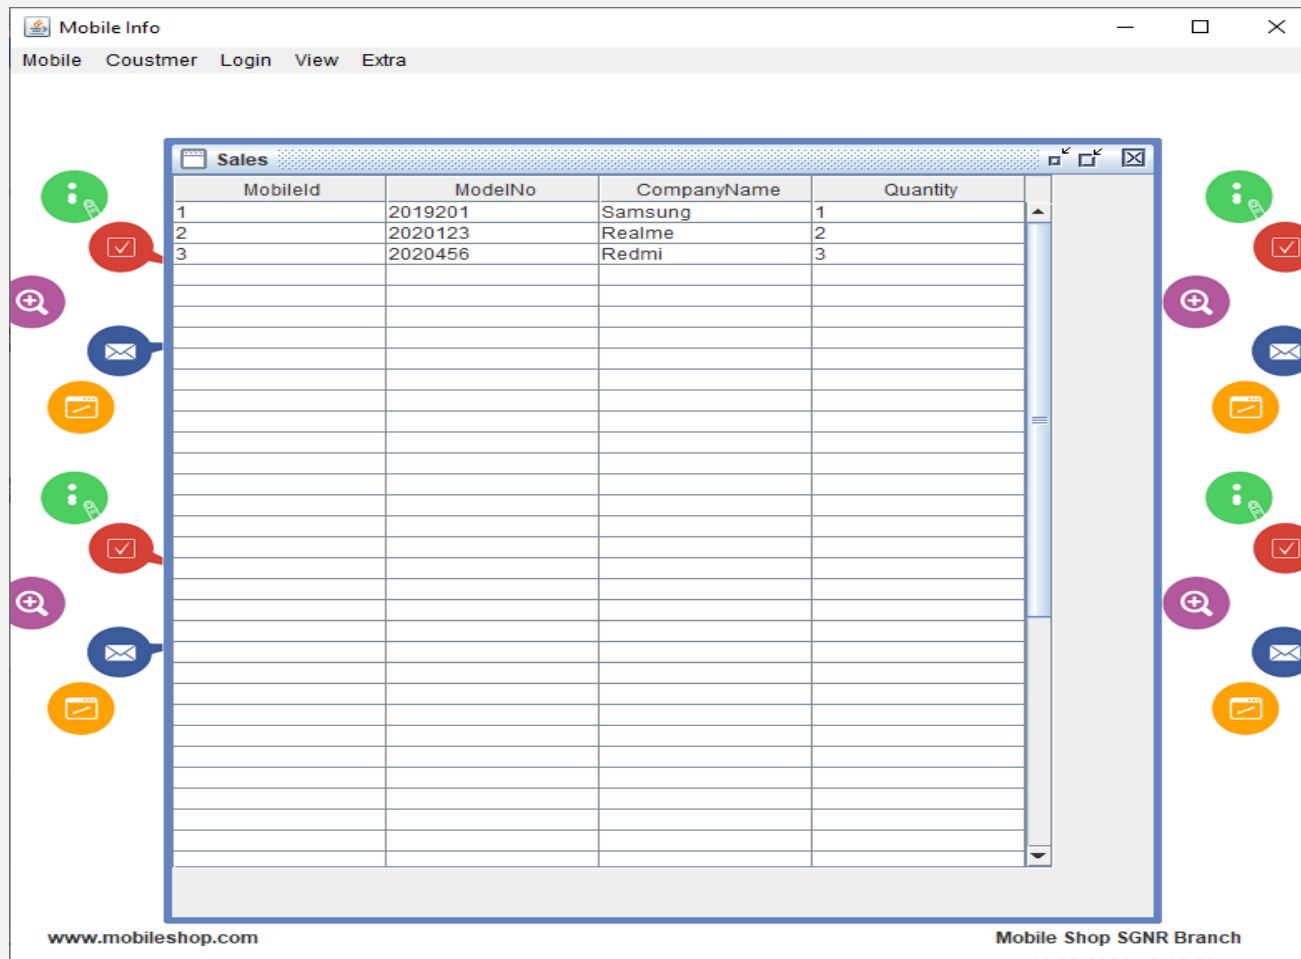 Mobile Info
Mobile Coustmer Login View Extra
Sales
MobileId ModelNo CompanyName Quantity
1 2019201 Samsung 1
2 2020123 Realme 2
3 2020456 Redmi 3
www.mobileshop.com Mobile Shop SGNR Branch